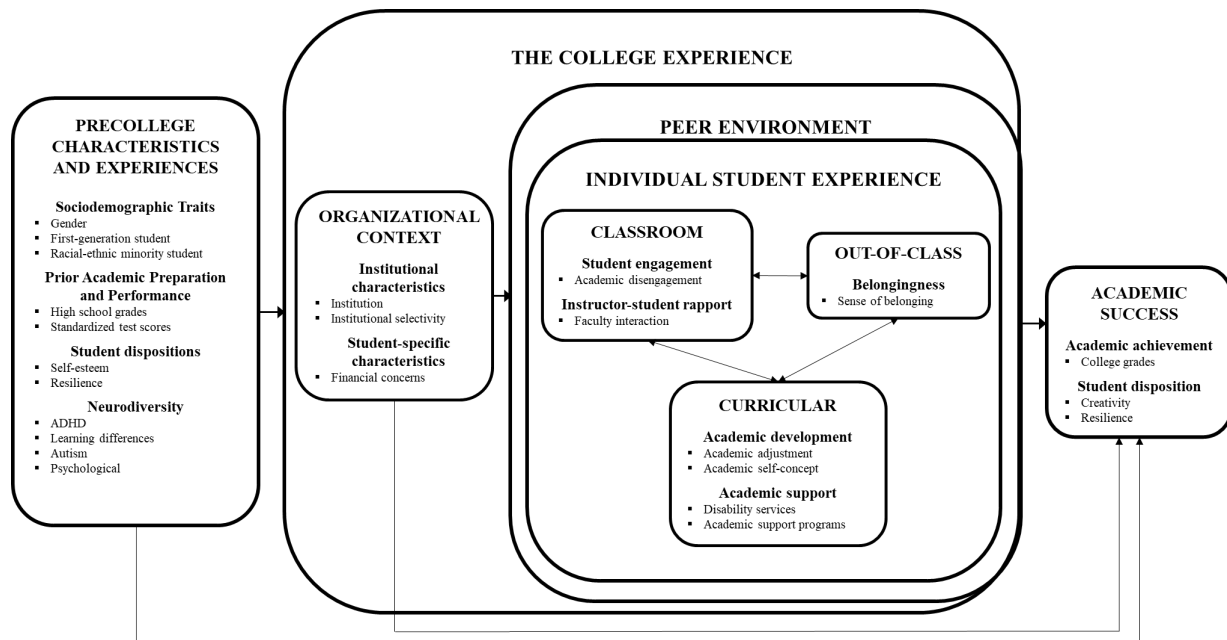 THE COLLEGE EXPERIENCE
PRECOLLEGE
CHARACTERISTICS
AND EXPERIENCES
Sociodemographic Traits
▪ Gender
▪ First-generation student
▪ Racial-ethnic minority student
Prior Academic Preparation
and Performance
▪ High school grades
▪ Standardized test scores
Student dispositions
▪ Self-esteem
▪ Resilience
Neurodiversity
▪ ADHD
▪ Learning differences
▪ Autism
▪ Psychological
ORGANIZATIONAL
CONTEXT
Institutional
characteristics
▪ Institution
▪ Institutional selectivity
Student-specific
characteristics
▪ Financial concerns
PEER ENVIRONMENT
INDIVIDUAL STUDENT EXPERIENCE
CLASSROOM
Student engagement
▪ Academic disengagement
Instructor-student rapport
▪ Faculty interaction
OUT-OF-CLASS
Belongingness
▪ Sense of belonging
CURRICULAR
Academic development
▪ Academic adjustment
▪ Academic self-concept
Academic support
▪ Disability services
▪ Academic support programs
ACADEMIC
SUCCESS
Academic achievement
▪ College grades
Student disposition
▪ Creativity
▪ Resilience